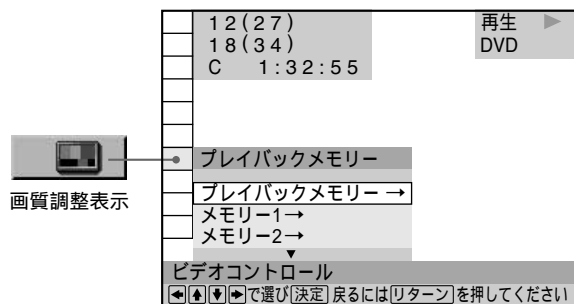 12(27)
18(34)
C 1:32:55
再生 ▶
DVD
画質調整表示
プレイバックメモリー
プレイバックメモリー →
メモリー1→
メモリー2→
▼
ビデオコントロール
←↑↓→で選び 決定 戻るには リターン を押してください